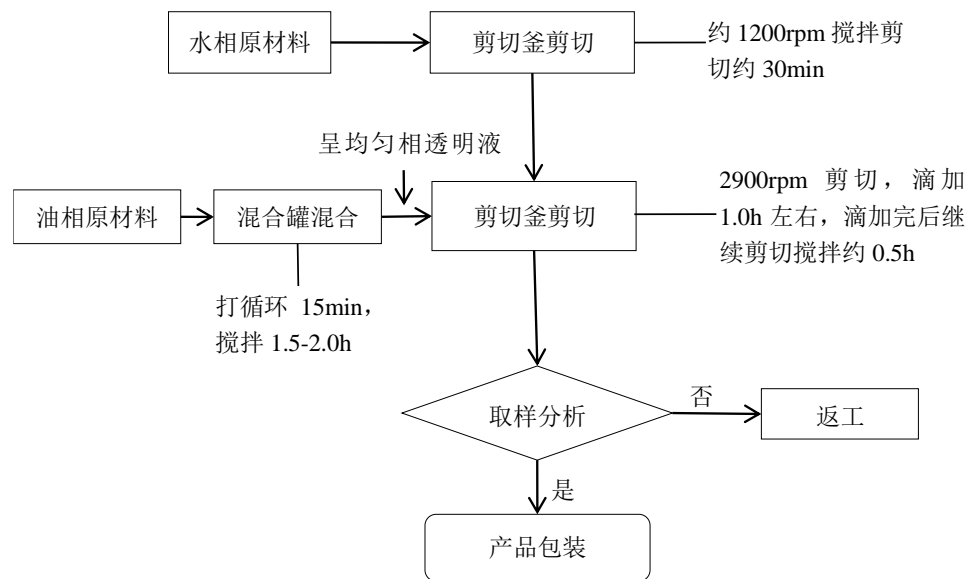 水相原材料
剪切釜剪切
约 1200rpm 搅拌剪
切约 30min
呈均匀相透明液
油相原材料
混合罐混合
剪切釜剪切
2900rpm 剪切，滴加
1.0h 左右，滴加完后继
续剪切搅拌约 0.5h
打循环 15min，
搅拌 1.5-2.0h
取样分析
否
返工
是
产品包装